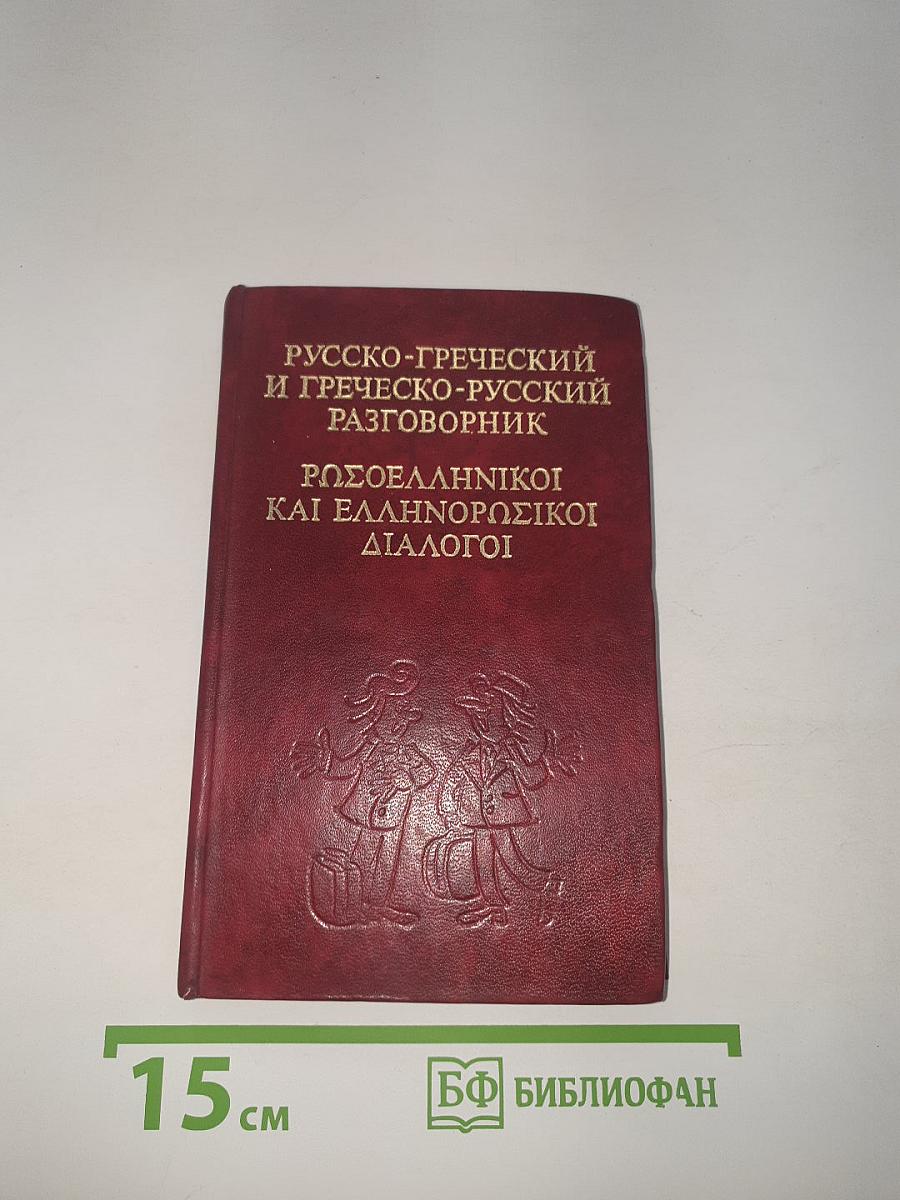 РУССКО-ГРЕЧЕСКИЙ
И ГРЕЧЕСКО-РУССКИЙ
РАЗГОВОРНИК
ΡΩΣΟΕΛΛΗΝΙΚΟΙ
ΚΑΙ ΕΛΛΗΝΟΡΩΣΙΚΟΙ
ΔΙΑΛΟΓΟΙ
15 см
БФ БИБЛИОФАН